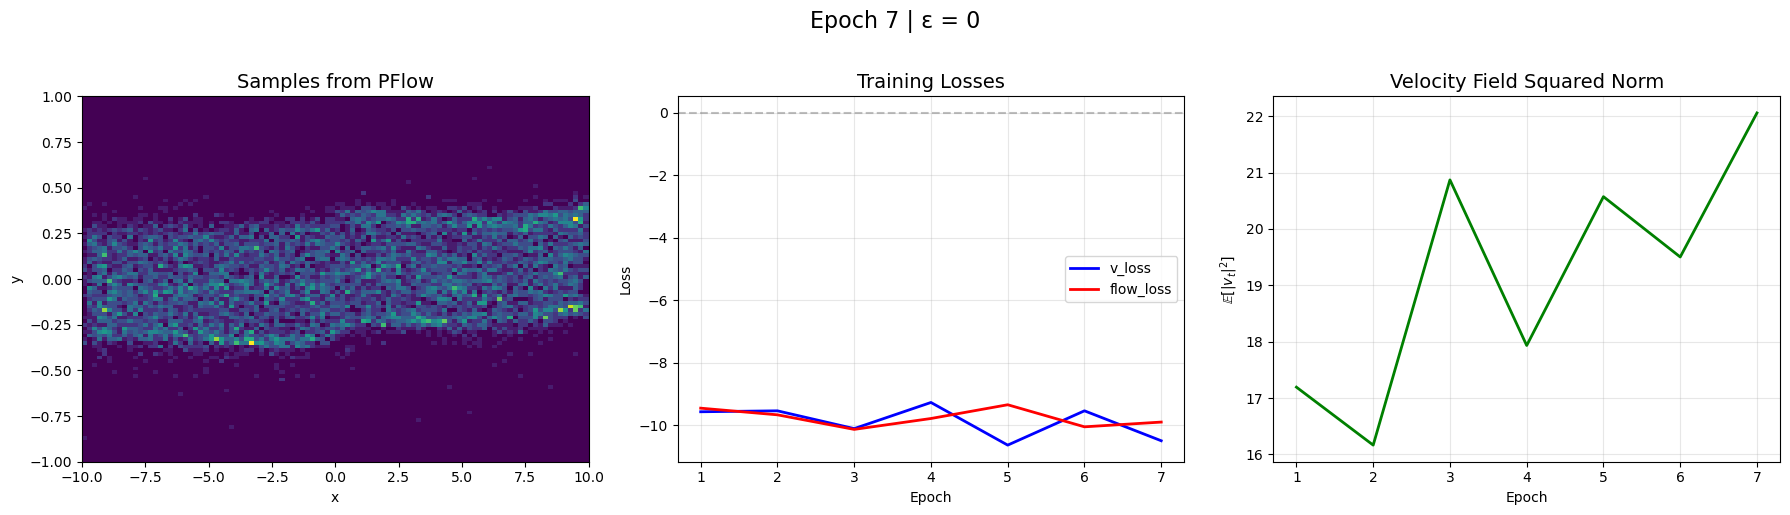 Epoch 7 | ε = 0
Samples from PFlow
1.00
0.75
0.50
0.25
0.00
−0.25
−0.50
−0.75
−1.00
y
−10.0 −7.5 −5.0 −2.5 0.0 2.5 5.0 7.5 10.0
x
Training Losses
0
−2
−4
−6
−8
−10
Loss
v_loss
flow_loss
1 2 3 4 5 6 7
Epoch
Velocity Field Squared Norm
22
21
20
19
18
17
16
𝔼[|v_t|²]
1 2 3 4 5 6 7
Epoch